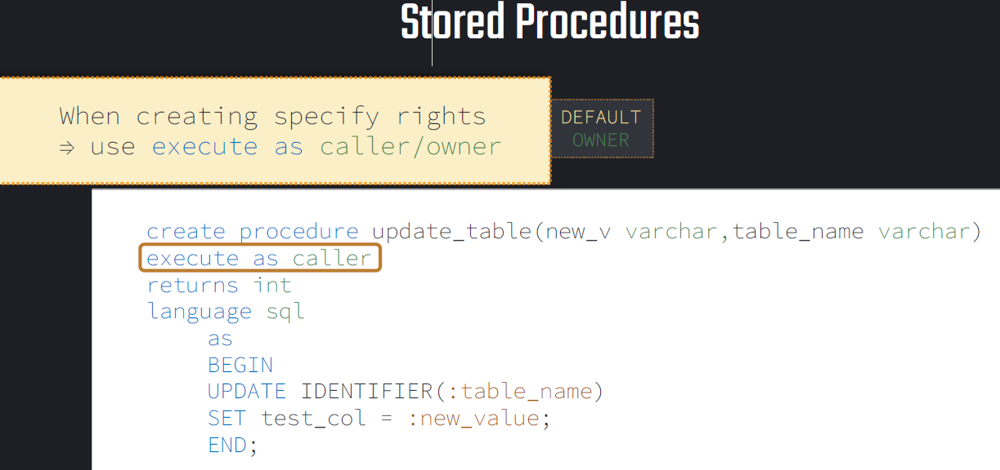 Stored Procedures
When creating specify rights
⇒ use execute as caller/owner
DEFAULT
OWNER
create procedure update_table(new_v varchar,table_name varchar)
execute as caller
returns int
language sql
as
BEGIN
UPDATE IDENTIFIER(:table_name)
SET test_col = :new_value;
END;